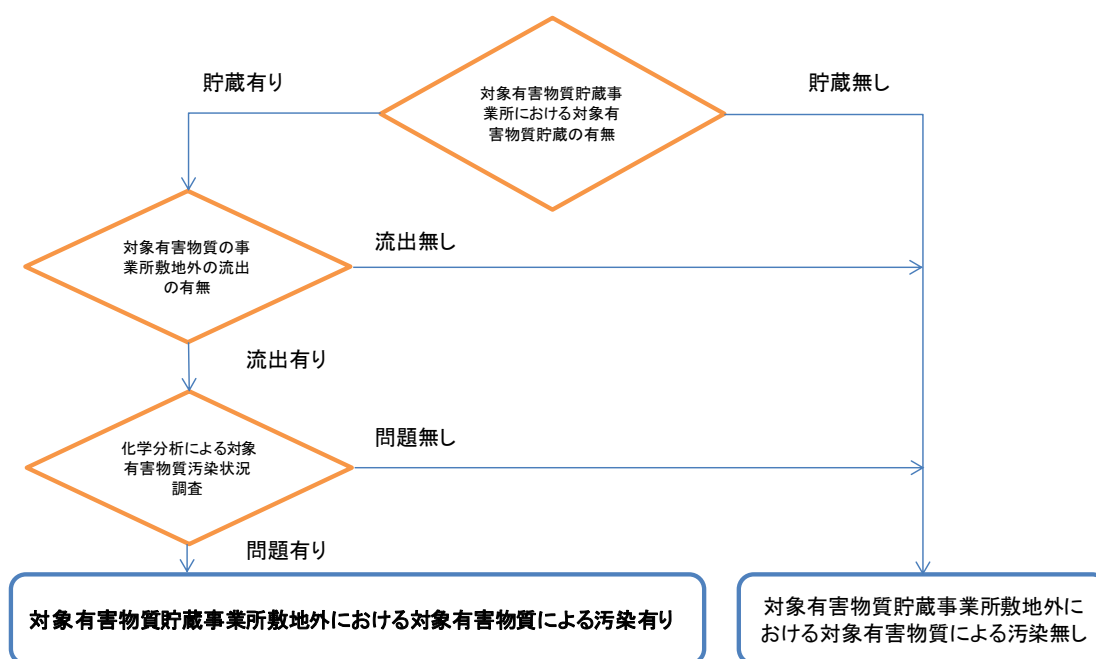 貯蔵有り
対象有害物質貯蔵事
業所における対象有
害物質貯蔵の有無
貯蔵無し
対象有害物質の事
業所敷地外の流出
の有無
流出無し
流出有り
化学分析による対象
有害物質汚染状況
調査
問題無し
問題有り
対象有害物質貯蔵事業所敷地外における対象有害物質による汚染有り
対象有害物質貯蔵事業所敷地外に
おける対象有害物質による汚染無し